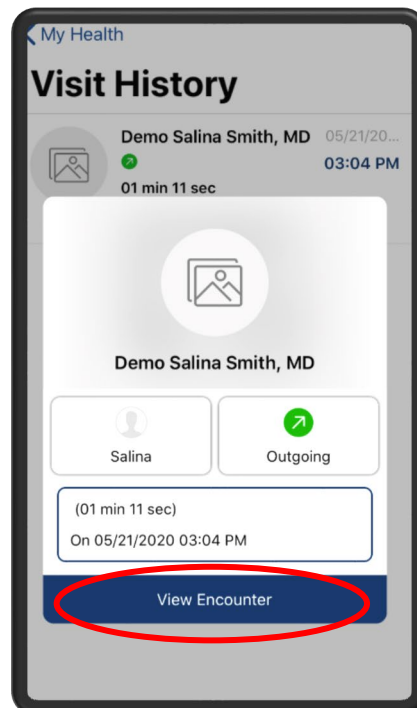 My Health
Visit History
Demo Salina Smith, MD 05/21/20...
03:04 PM
01 min 11 sec
Demo Salina Smith, MD
Salina
Outgoing
(01 min 11 sec)
On 05/21/2020 03:04 PM
View Encounter